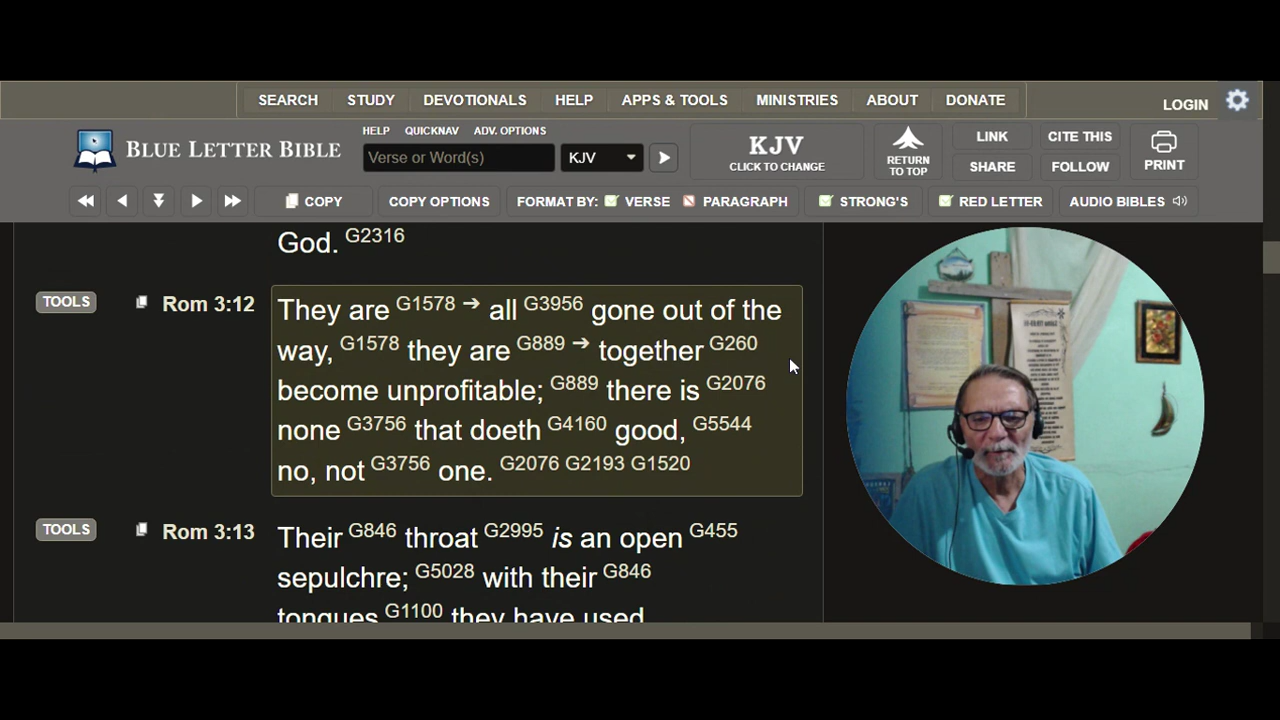 SEARCH STUDY DEVOTIONALS HELP APPS & TOOLS MINISTRIES ABOUT DONATE LOGIN
HELP QUICKNAV ADV. OPTIONS
BLUE LETTER BIBLE
Verse or Word(s) KJV
KJV
CLICK TO CHANGE
RETURN
TO TOP
LINK CITE THIS
SHARE FOLLOW
PRINT
COPY COPY OPTIONS FORMAT BY: VERSE PARAGRAPH STRONG'S RED LETTER AUDIO BIBLES
God. G2316
TOOLS Rom 3:12 They are G1578 → all G3956 gone out of the
way, G1578 they are G889 → together G260
become unprofitable; G889 there is G2076
none G3756 that doeth G4160 good, G5544
no, not G3756 one. G2076 G2193 G1520
TOOLS Rom 3:13 Their G846 throat G2995 is an open G455
sepulchre; G5028 with their G846
tongues G1100 they have used